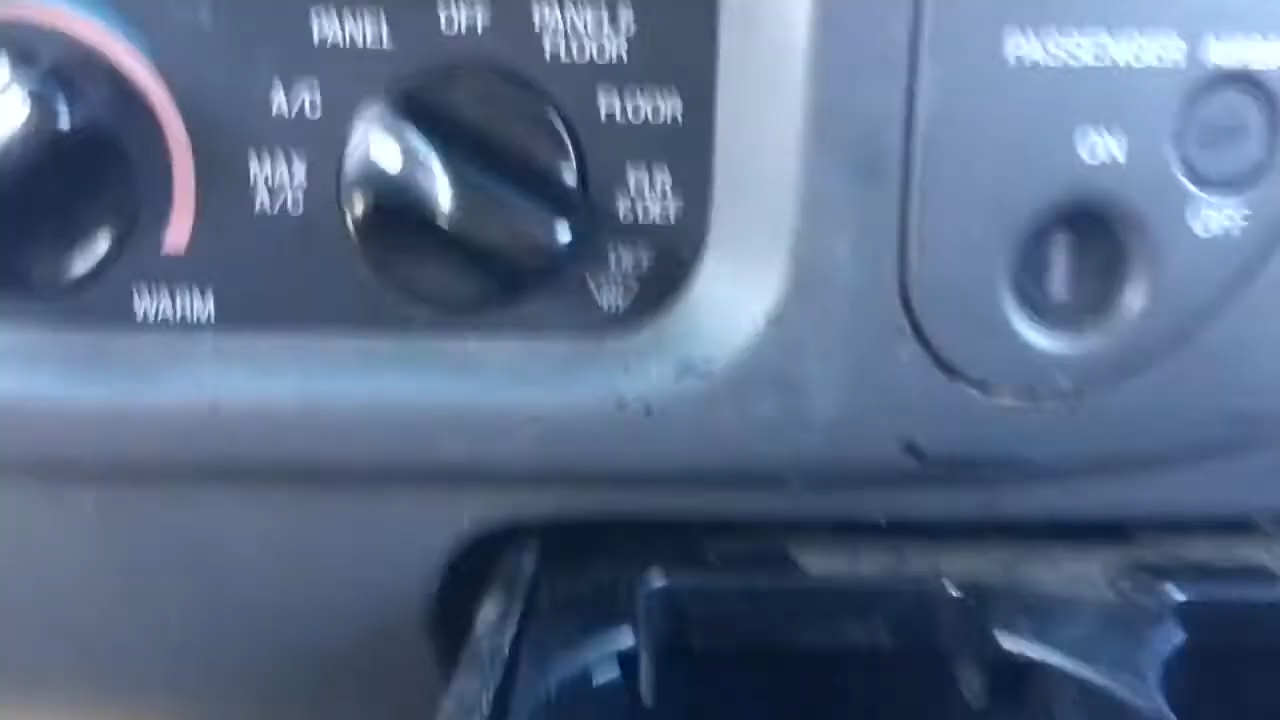 PANEL
OFF
PANEL &
FLOOR
A/C
FLOOR
MAX
A/C
FLR
& DEF
WARM
PASSENGER
ON
OFF